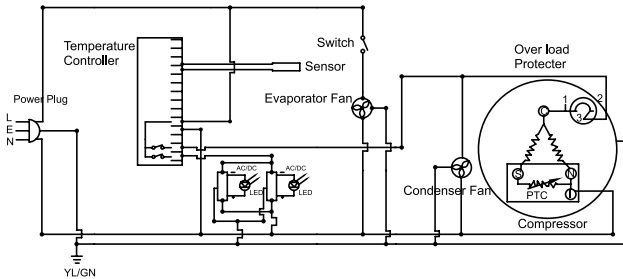 Temperature
Controller
Switch
Sensor
Over load
Protecter
Power Plug
L
E
N
Evaporator Fan
1
2
3
C
AC/DC
LED
AC/DC
LED
Condenser Fan
S
N
PTC
Compressor
YL/GN